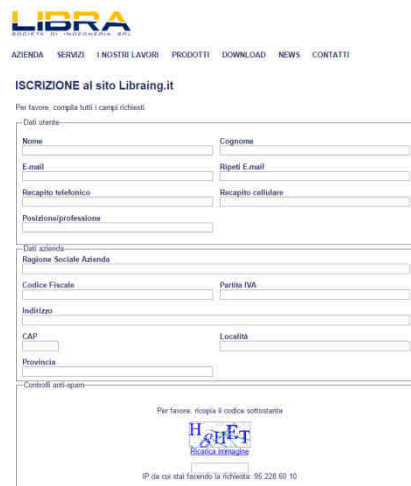 LIBRA
SOCIETÀ DI INGEGNERIA SRL
AZIENDA SERVIZI I NOSTRI LAVORI PRODOTTI DOWNLOAD NEWS CONTATTI
ISCRIZIONE al sito Libraing.it
Per favore, compila tutti i campi richiesti
Dati utente
Nome Cognome
E-mail Ripeti E-mail
Recapito telefonico Recapito cellulare
Posizione/professione
Dati azienda
Ragione Sociale Azienda
Codice Fiscale Partita IVA
Indirizzo
CAP Località
Provincia
Controlli anti-spam
Per favore, ricopia il codice sottostante
Ricarica Immagine
IP da cui stai facendo la richiesta: 95.228.60.10